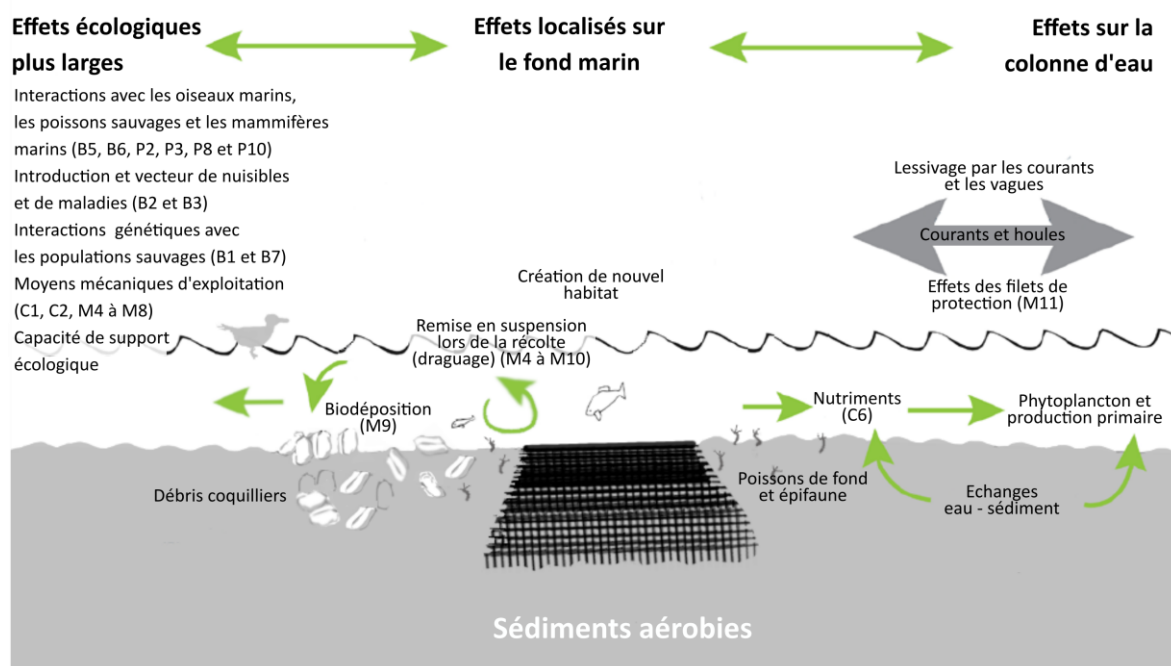 Effets écologiques
plus larges
Effets localisés sur
le fond marin
Effets sur la
colonne d'eau
Interactions avec les oiseaux marins,
les poissons sauvages et les mammifères
marins (B5, B6, P2, P3, P8 et P10)
Introduction et vecteur de nuisibles
et de maladies (B2 et B3)
Interactions génétiques avec
les populations sauvages (B1 et B7)
Moyens mécaniques d'exploitation
(C1, C2, M4 à M8)
Capacité de support
écologique
Création de nouvel
habitat
Remise en suspension
lors de la récolte
(draguage) (M4 à M10)
Lessivage par les courants
et les vagues
Courants et houles
Effets des filets de
protection (M11)
Biodéposition
(M9)
Nutriments
(C6)
Phytoplancton et
production primaire
Débris coquilliers
Poissons de fond
et épifaune
Echanges
eau - sédiment
Sédiments aérobies